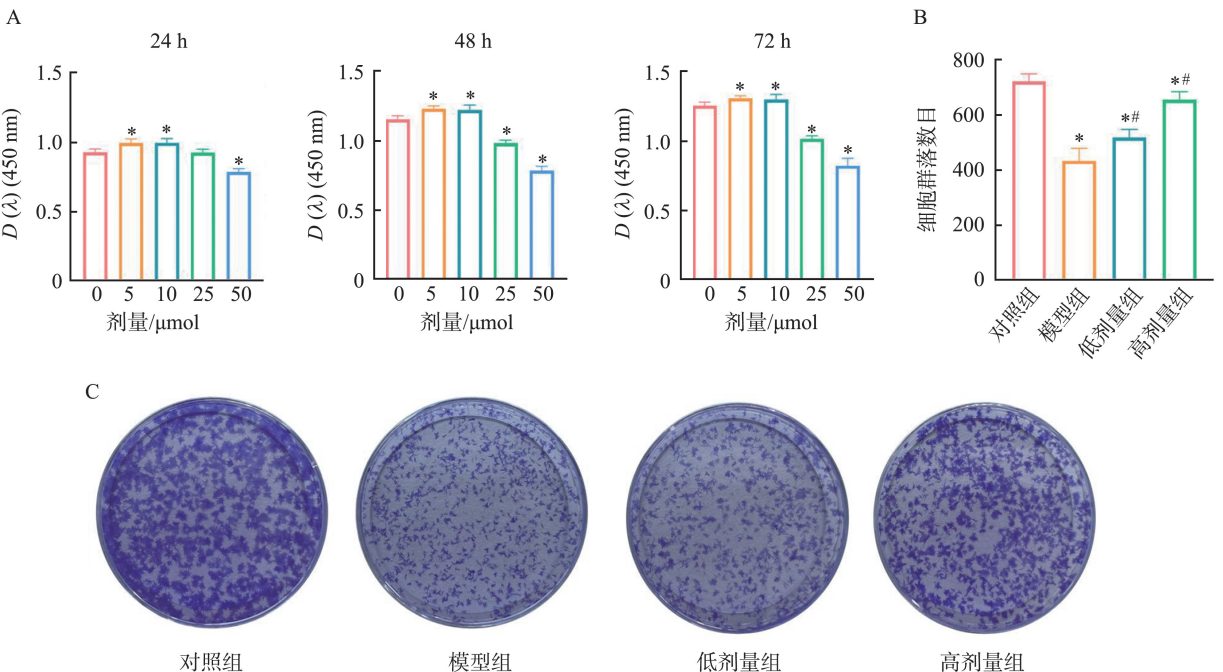 A
24 h
D (λ) (450 nm)
1.5
1.0
0.5
0
*
*
*
0 5 10 25 50
剂量/μmol
48 h
D (λ) (450 nm)
1.5
1.0
0.5
0
*
*
*
*
0 5 10 25 50
剂量/μmol
72 h
D (λ) (450 nm)
1.5
1.0
0.5
0
*
*
*
*
0 5 10 25 50
剂量/μmol
B
细胞群落数目
800
600
400
200
0
*
*#
*#
对照组
模型组
低剂量组
高剂量组
C
对照组
模型组
低剂量组
高剂量组